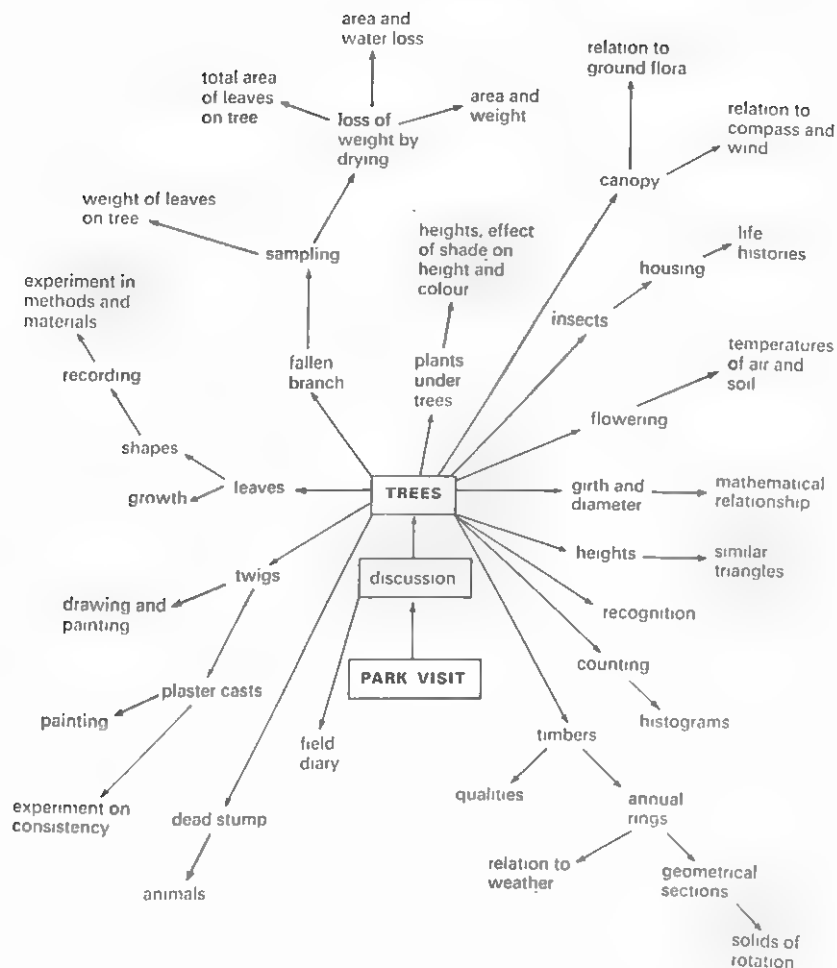 area and
water loss
relation to
ground flora
total area
of leaves
on tree
loss of
weight by
drying
area and
weight
relation to
compass and
wind
canopy
weight of leaves
on tree
sampling
heights, effect
of shade on
height and
colour
life
histories
housing
experiment in
methods and
materials
insects
recording
fallen
branch
plants
under
trees
temperatures
of air and
soil
flowering
shapes
growth
leaves
TREES
girth and
diameter
mathematical
relationship
heights
similar
triangles
twigs
discussion
drawing and
painting
recognition
PARK VISIT
counting
plaster casts
painting
histograms
field
diary
timbers
experiment on
consistency
dead stump
qualities
annual
rings
animals
relation to
weather
geometrical
sections
solids of
rotation